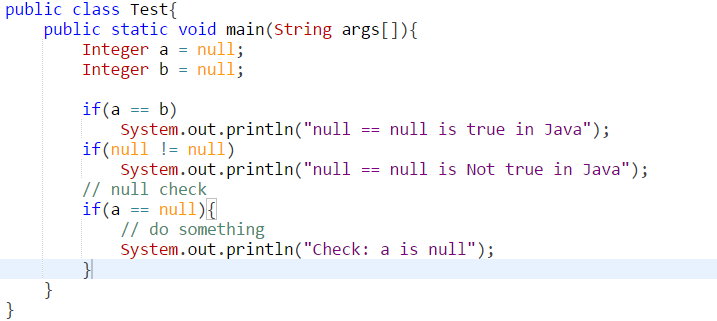 public class Test{
    public static void main(String args[]){
        Integer a = null;
        Integer b = null;

        if(a == b)
            System.out.println("null == null is true in Java");
        if(null != null)
            System.out.println("null == null is Not true in Java");
        // null check
        if(a == null){
            // do something
            System.out.println("Check: a is null");
        }
    }
}